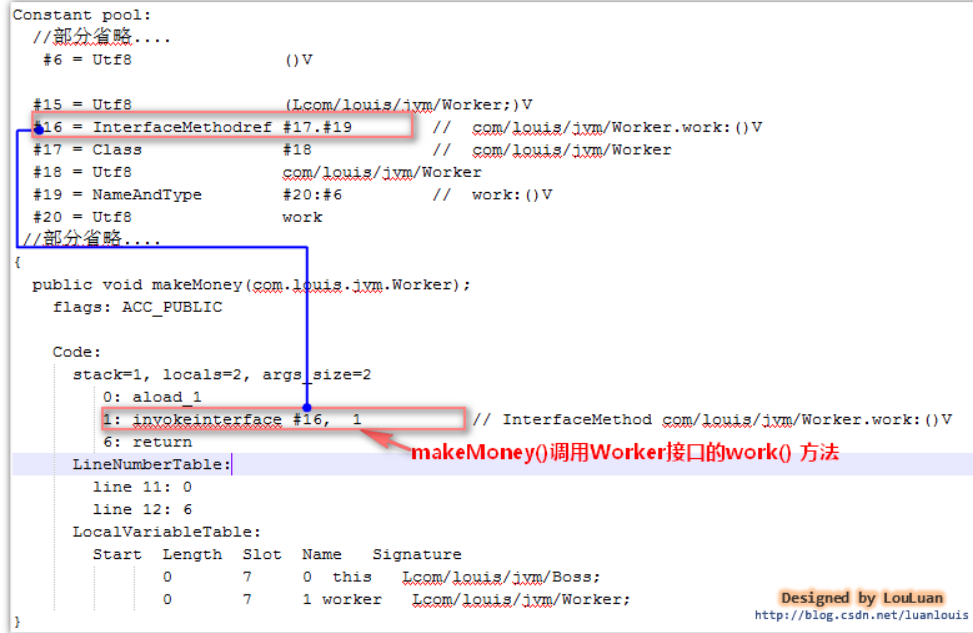 Constant pool:
//部分省略....
#6 = Utf8 ()V
#15 = Utf8 (Lcom/louis/jvm/Worker;)V
#16 = InterfaceMethodref #17.#19 // com/louis/jvm/Worker.work:()V
#17 = Class #18 // com/louis/jvm/Worker
#18 = Utf8 com/louis/jvm/Worker
#19 = NameAndType #20:#6 // work:()V
#20 = Utf8 work
//部分省略....
{
public void makeMoney(com.louis.jvm.Worker);
flags: ACC_PUBLIC
Code:
stack=1, locals=2, args_size=2
0: aload_1
1: invokeinterface #16, 1 // InterfaceMethod com/louis/jvm/Worker.work:()V
6: return
makeMoney()调用Worker接口的work() 方法
LineNumberTable:
line 11: 0
line 12: 6
LocalVariableTable:
Start Length Slot Name Signature
0 7 0 this Lcom/louis/jvm/Boss;
0 7 1 worker Lcom/louis/jvm/Worker;
Designed by LouLuan
http://blog.csdn.net/luanlouis
}